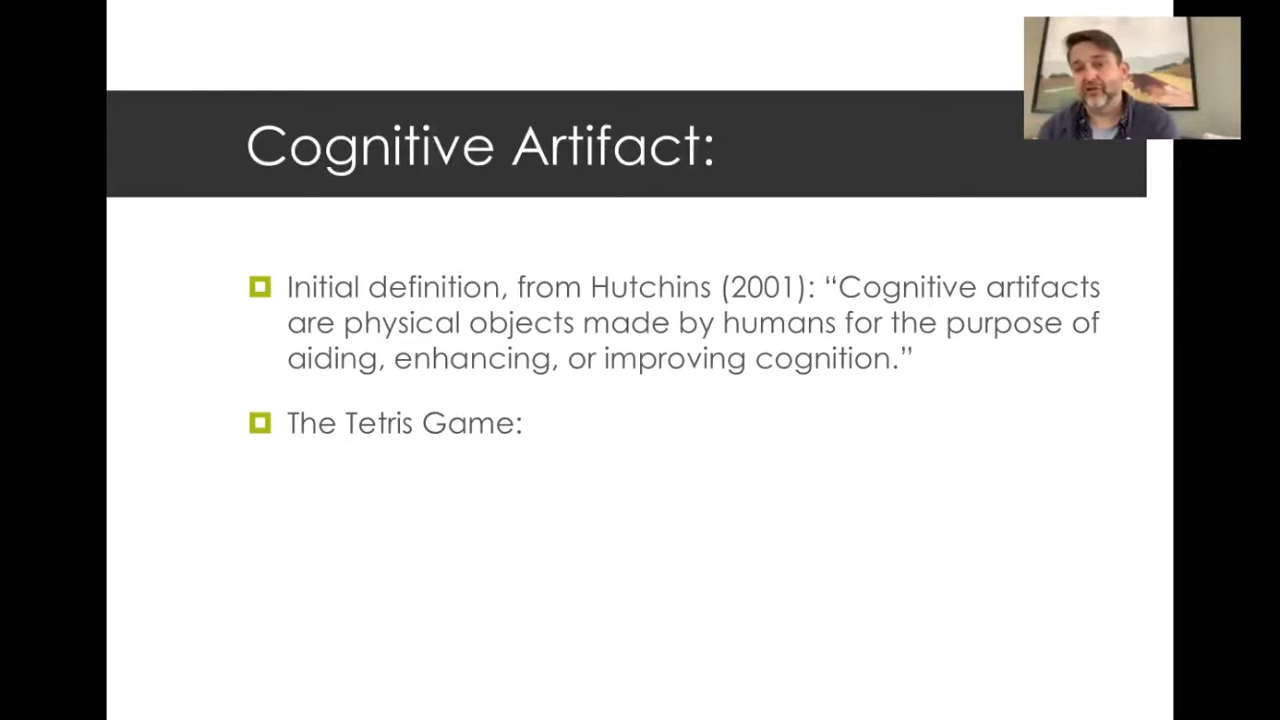 Cognitive Artifact:
Initial definition, from Hutchins (2001): “Cognitive artifacts
are physical objects made by humans for the purpose of
aiding, enhancing, or improving cognition.”
The Tetris Game: